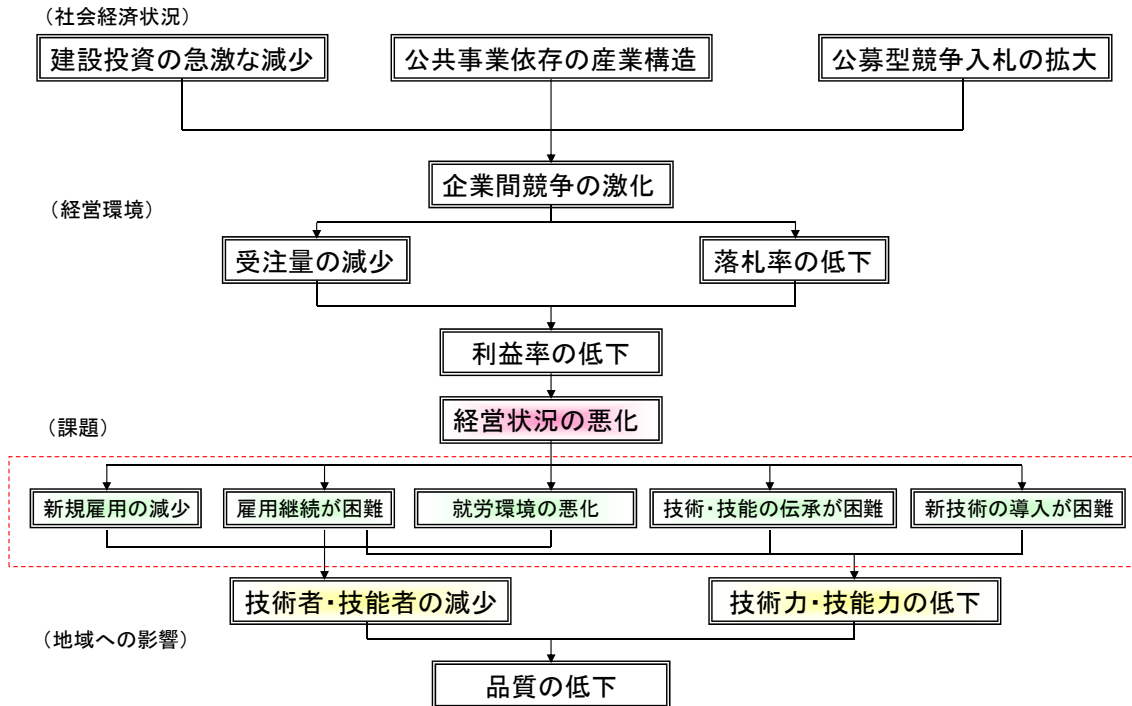 （社会経済状況）
建設投資の急激な減少
公共事業依存の産業構造
公募型競争入札の拡大
企業間競争の激化
（経営環境）
受注量の減少
落札率の低下
利益率の低下
経営状況の悪化
（課題）
新規雇用の減少
雇用継続が困難
就労環境の悪化
技術・技能の伝承が困難
新技術の導入が困難
技術者・技能者の減少
技術力・技能力の低下
（地域への影響）
品質の低下